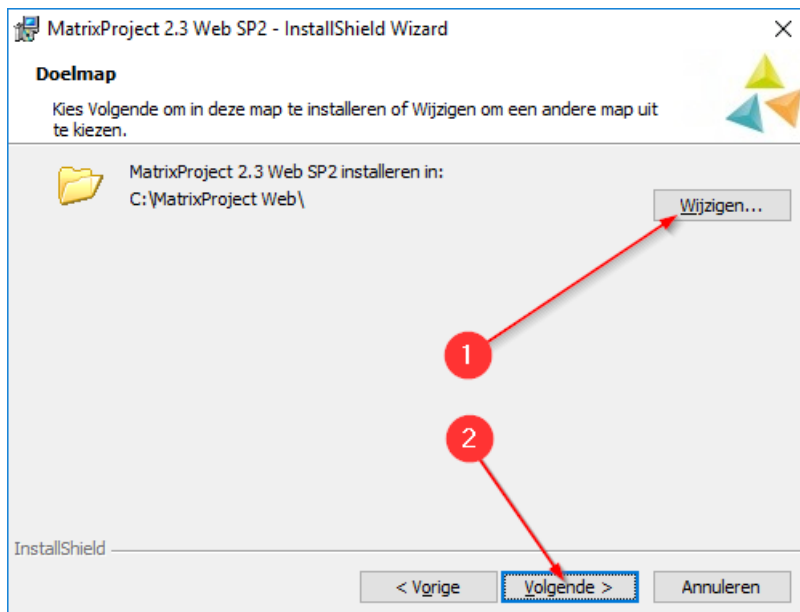 MatrixProject 2.3 Web SP2 - InstallShield Wizard
Doelmap
Kies Volgende om in deze map te installeren of Wijzigen om een andere map uit
te kiezen.
MatrixProject 2.3 Web SP2 installeren in:
C:\MatrixProject Web\
Wijzigen...
1
2
InstallShield
< Vorige
Volgende >
Annuleren